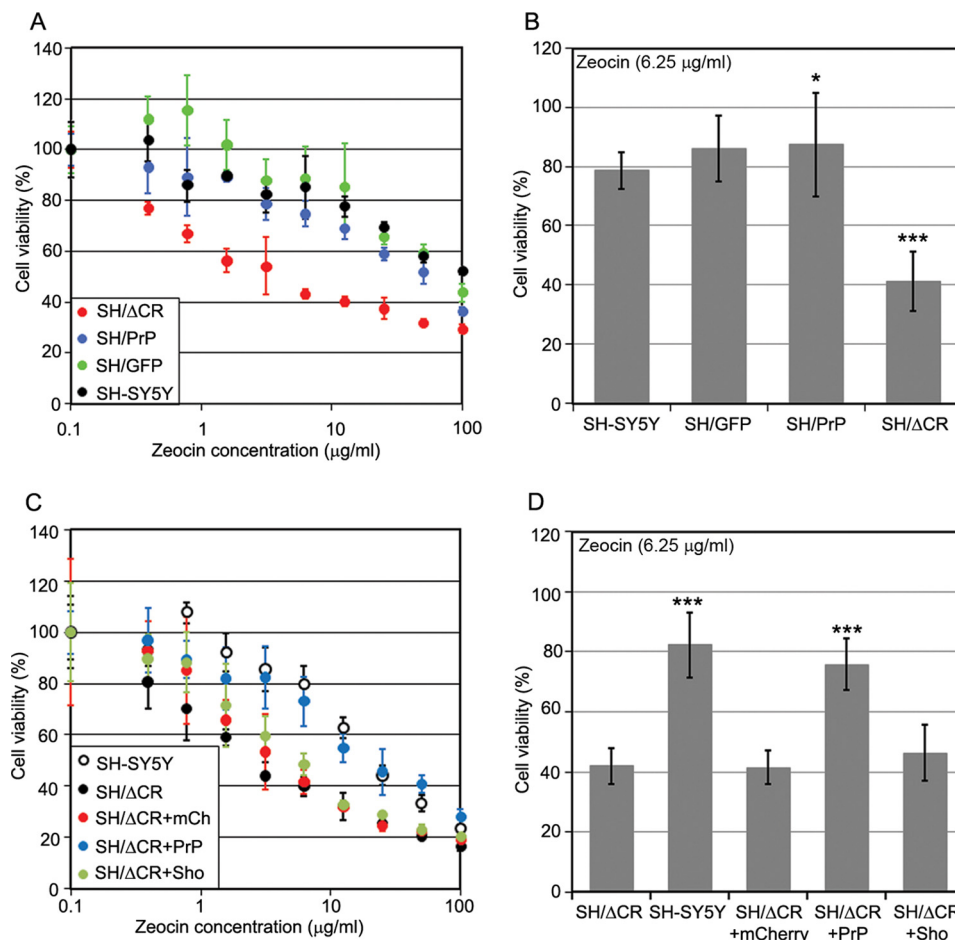 A
140
120
100
80
60
40
20
0
Cell viability (%)
SH/ΔCR
SH/PrP
SH/GFP
SH-SY5Y
0.1
1
10
100
Zeocin concentration (μg/ml)
B
120
100
80
60
40
20
0
Cell viability (%)
Zeocin (6.25 μg/ml)
*
***
SH-SY5Y
SH/GFP
SH/PrP
SH/ΔCR
C
140
120
100
80
60
40
20
0
Cell viability (%)
SH-SY5Y
SH/ΔCR
SH/ΔCR+mCh
SH/ΔCR+PrP
SH/ΔCR+Sho
0.1
1
10
100
Zeocin concentration (μg/ml)
D
120
100
80
60
40
20
0
Cell viability (%)
Zeocin (6.25 μg/ml)
***
***
SH/ΔCR
SH-SY5Y
SH/ΔCR
+mCherry
SH/ΔCR
+PrP
SH/ΔCR
+Sho